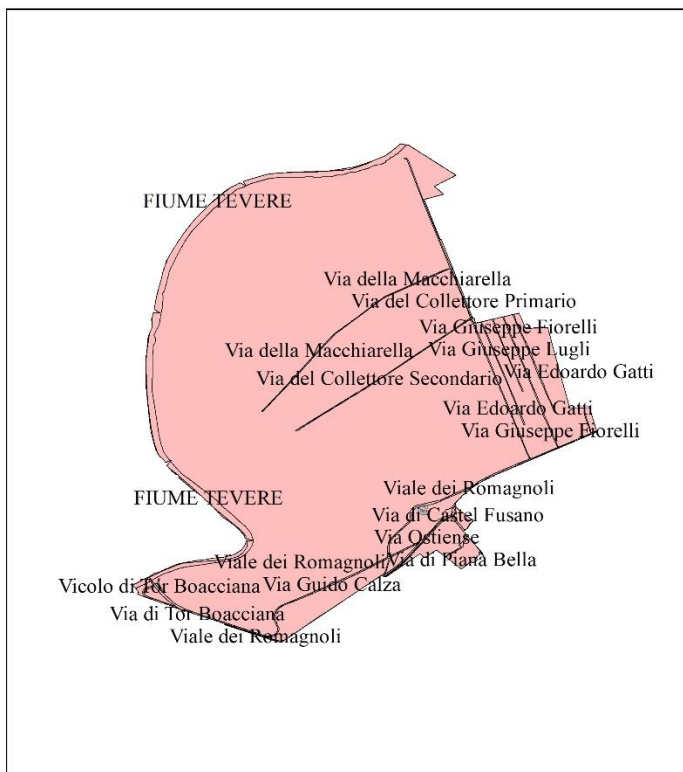 FIUME TEVERE
Via della Macchiarella
Via del Collettore Primario
Via Giuseppe Fiorelli
Via della Macchiarella
Via Giuseppe Lugli
Via Edoardo Gatti
Via del Collettore Secondario
Via Edoardo Gatti
Via Giuseppe Fiorelli
Viale dei Romagnoli
FIUME TEVERE
Via di Castel Fusano
Via Ostiense
Viale dei Romagnoli
Via di Piana Bella
Vicolo di Tor Boacciana
Via Guido Calza
Via di Tor Boacciana
Viale dei Romagnoli